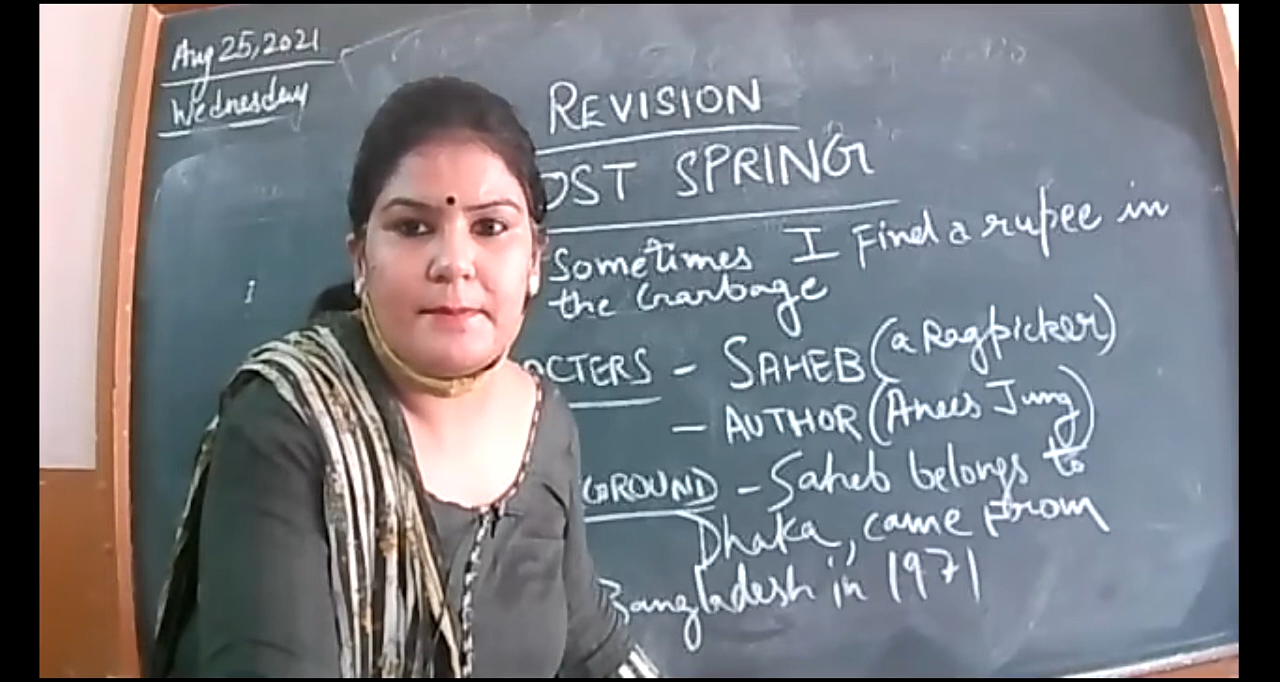 Aug 25, 2021
Wednesday
REVISION
OST SPRING
Sometimes I Find a rupee in
the Garbage
CTERS - SAHEB (a Ragpicker)
- AUTHOR (Anees Jung)
GROUND - Saheb belongs to
Dhaka, came from
Bangladesh in 1971